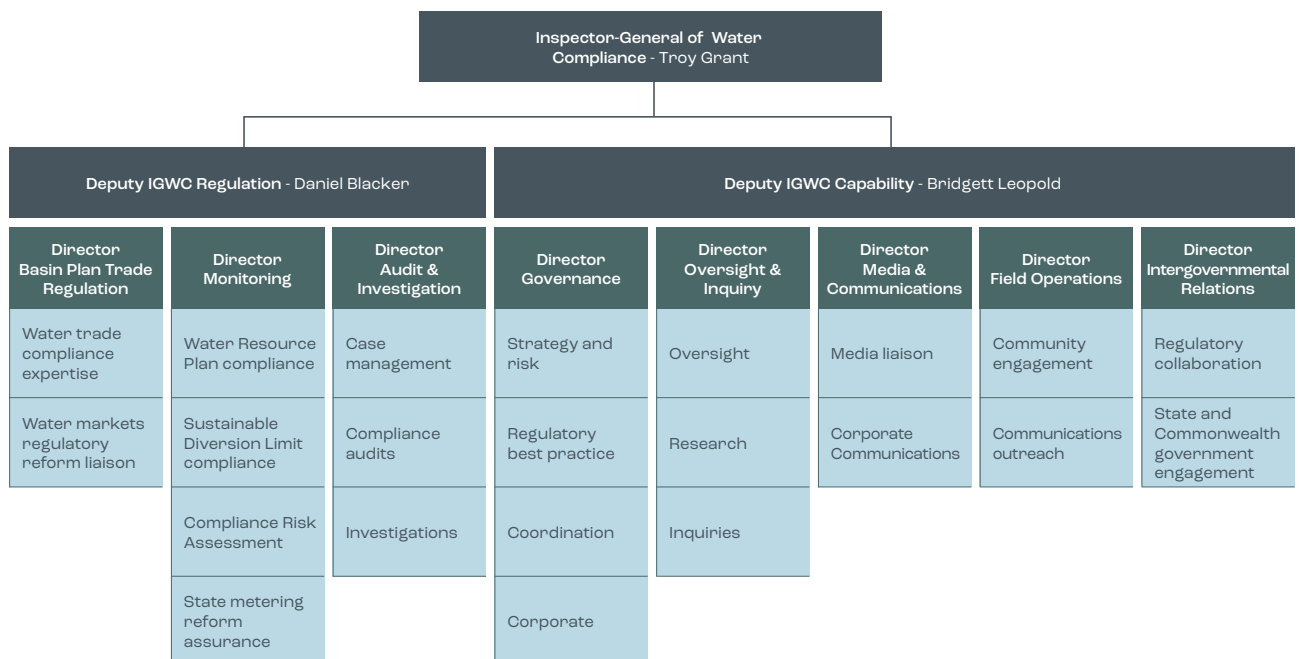 Inspector-General of Water
Compliance - Troy Grant
Deputy IGWC Regulation - Daniel Blacker
Deputy IGWC Capability - Bridgett Leopold
Director
Basin Plan Trade
Regulation
Water trade
compliance
expertise
Water markets
regulatory
reform liaison
Director
Monitoring
Water Resource
Plan compliance
Sustainable
Diversion Limit
compliance
Compliance Risk
Assessment
State metering
reform
assurance
Director
Audit &
Investigation
Case
management
Compliance
audits
Investigations
Director
Governance
Strategy and
risk
Regulatory
best practice
Coordination
Corporate
Director
Oversight &
Inquiry
Oversight
Research
Inquiries
Director
Media &
Communications
Media liaison
Corporate
Communications
Director
Field Operations
Community
engagement
Communications
outreach
Director
Intergovernmental
Relations
Regulatory
collaboration
State and
Commonwealth
government
engagement